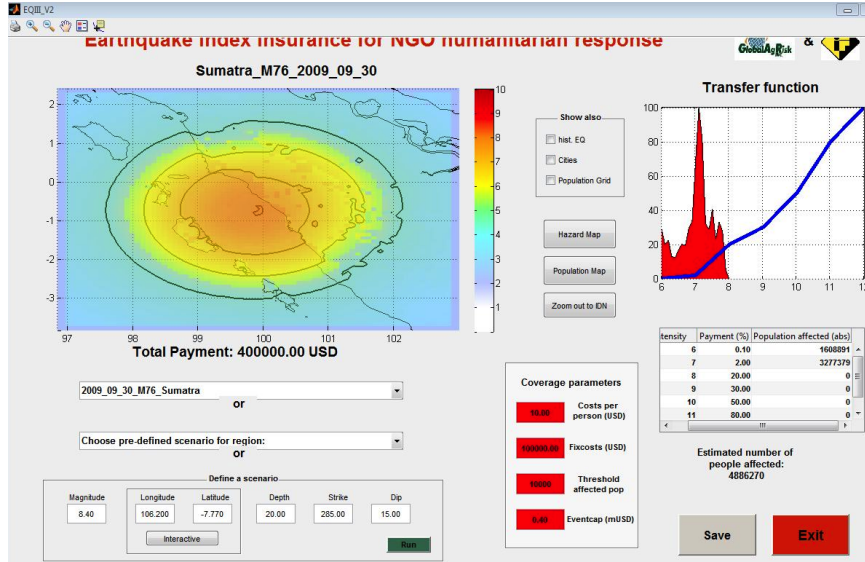 EQIII_V2
Earthquake index insurance for NGO humanitarian response
GlobalAgRisk & iF
Sumatra_M76_2009_09_30
2
1
0
-1
-2
-3
97 98 99 100 101 102
10
9
8
7
6
5
4
3
2
1
Total Payment: 400000.00 USD
2009_09_30_M76_Sumatra
or
Choose pre-defined scenario for region:
or
Define a scenario
Magnitude Longitude Latitude Depth Strike Dip
8.40 106.200 -7.770 20.00 285.00 15.00
Interactive
Run
Show also
hist. EQ
Cities
Population Grid
Hazard Map
Population Map
Zoom out to IDN
Coverage parameters
10.00 Costs per person (USD)
400000.00 Fixcosts (USD)
10000 Threshold affected pop
0.40 Eventcap (mUSD)
Transfer function
100
80
60
40
20
0
6 7 8 9 10 11 12
tensity Payment (%) Population affected (abs)
6 0.10 1608891
7 2.00 3277379
8 20.00 0
9 30.00 0
10 50.00 0
11 80.00 0
Estimated number of
people affected:
4886270
Save
Exit